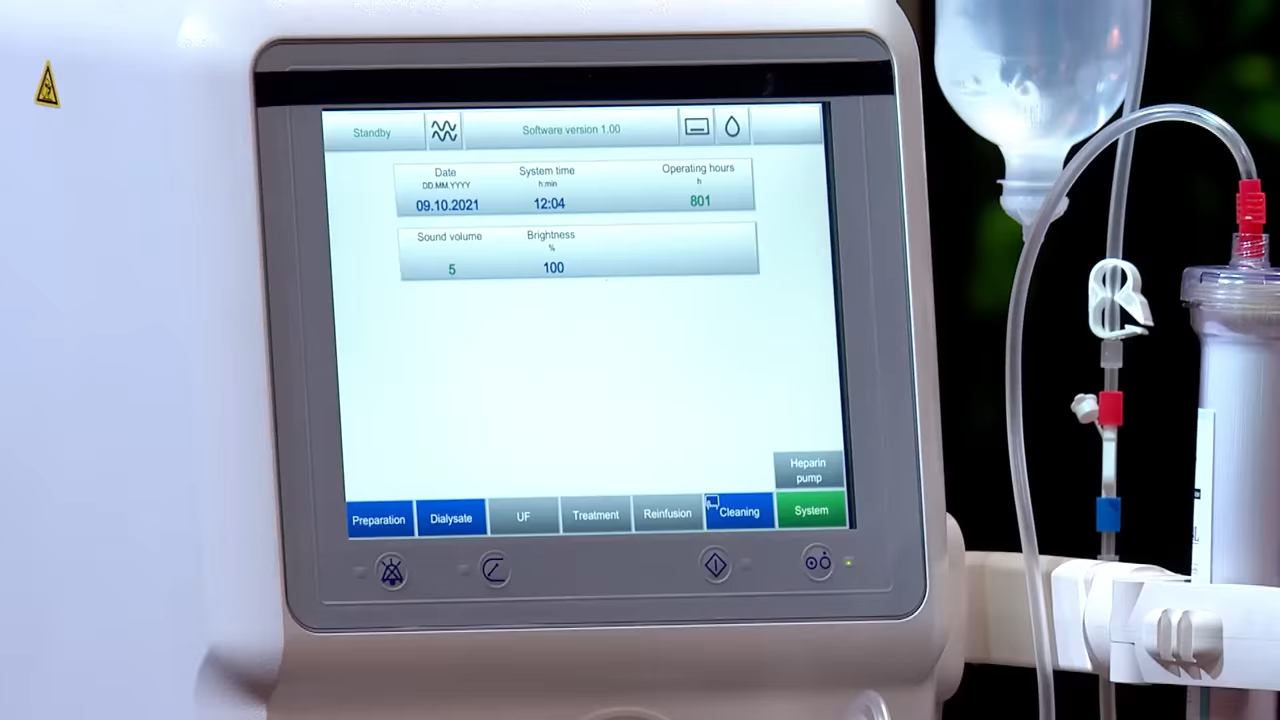 Standby
Software version 1.00
Date
DD.MM.YYYY
09.10.2021
System time
h:min
12:04
Operating hours
h
801
Sound volume
5
Brightness
%
100
Heparin
pump
Preparation
Dialysate
UF
Treatment
Reinfusion
Cleaning
System